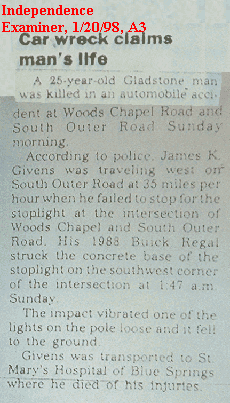 Independence
Examiner, 1/20/98, A3
Car wreck claims
man's life
A 25-year-old Gladstone man
was killed in an automobile acci-
dent at Woods Chapel Road and
South Outer Road Sunday
morning.
According to police, James K.
Givens was traveling west on
South Outer Road at 35 miles per
hour when he failed to stop for the
stoplight at the intersection of
Woods Chapel and South Outer
Road. His 1988 Buick Regal
struck the concrete base of the
stoplight on the southwest corner
of the intersection at 1:47 a.m.
Sunday.
The impact vibrated one of the
lights on the pole loose and it fell
to the ground
Givens was transported to St.
Mary's Hospital of Blue Springs
where he died of his injuries.